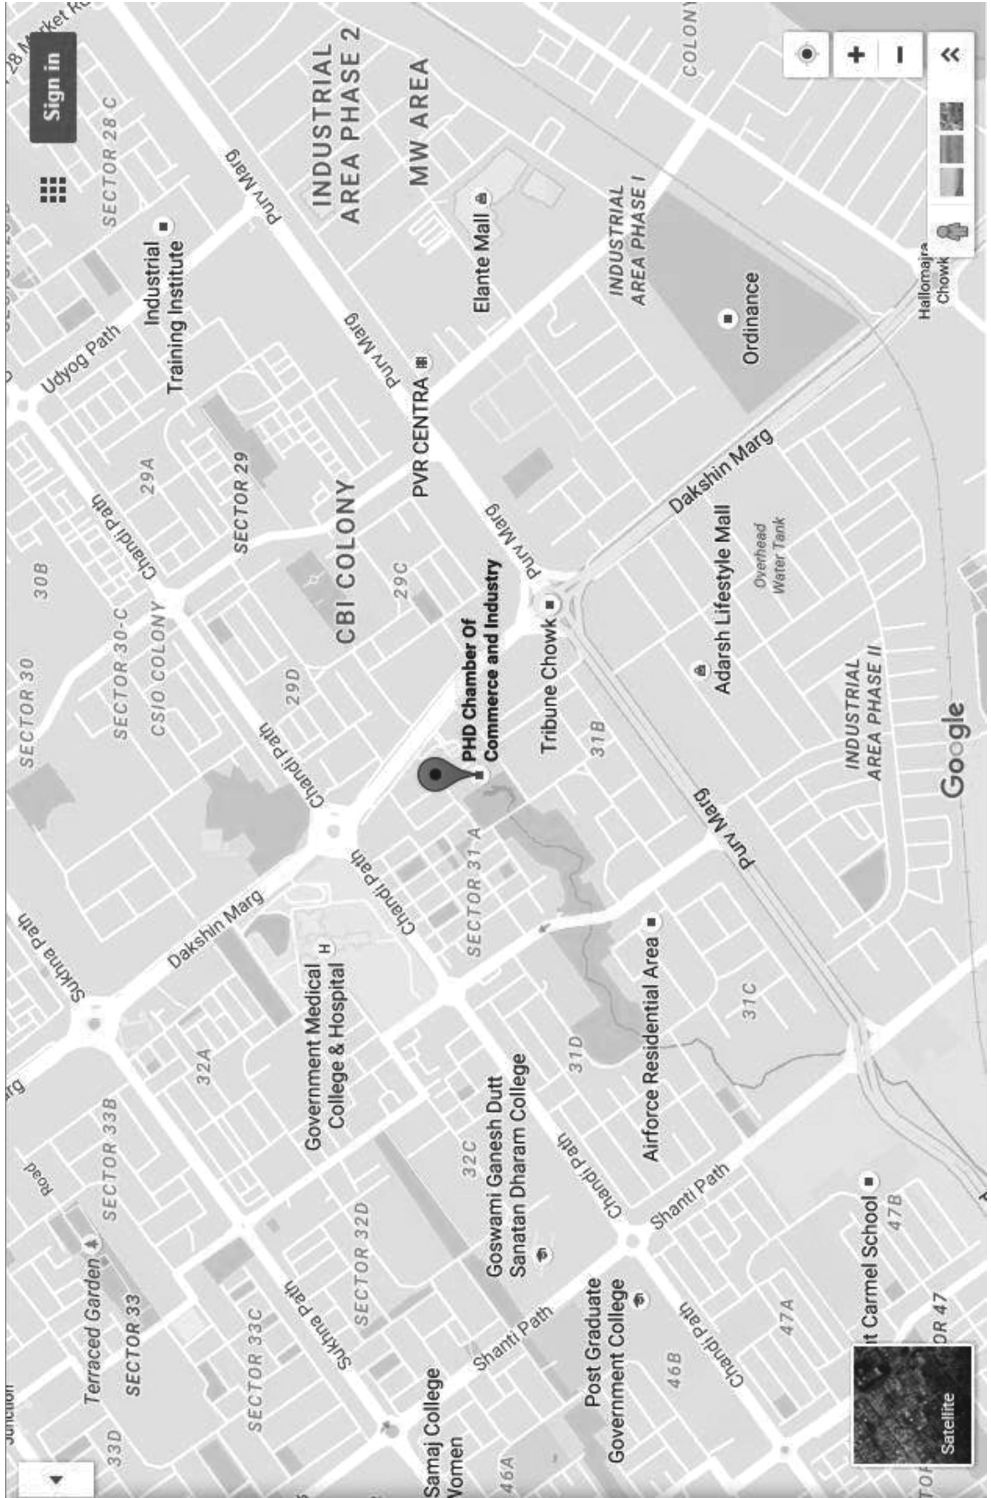 Sign in
SECTOR 28 C
INDUSTRIAL
AREA PHASE 2
MW AREA
COLONY
Purv Marg
Industrial
Training Institute
Udyog Path
Elante Mall
INDUSTRIAL
AREA PHASE I
Ordinance
Hallomajra
Chowk
Purv Marg
PVR CENTRA
29A
SECTOR 29
Chandi Path
30B
SECTOR 30
SECTOR 30-C
CSIO COLONY
CBI COLONY
29C
29D
Purv Marg
Dakshin Marg
Adarsh Lifestyle Mall
Overhead
Water Tank
PHD Chamber Of
Commerce and Industry
Tribune Chowk
31B
INDUSTRIAL
AREA PHASE II
Google
Chandi Path
Chandi Path
SECTOR 31-A
Purv Marg
Sukhna Path
Dakshin Marg
Government Medical
College & Hospital
H
32A
Airforce Residential Area
31C
31D
Goswami Ganesh Dutt
Sanatan Dharam College
32C
Chandi Path
Shanti Path
SECTOR 33B
Road
Terraced Garden
SECTOR 33
SECTOR 33C
33D
Sukhna Path
SECTOR 32D
Shanti Path
Post Graduate
Government College
Chandi Path
46B
47A
47B
t Carmel School
OR 47
Samaj College
46A
Satellite